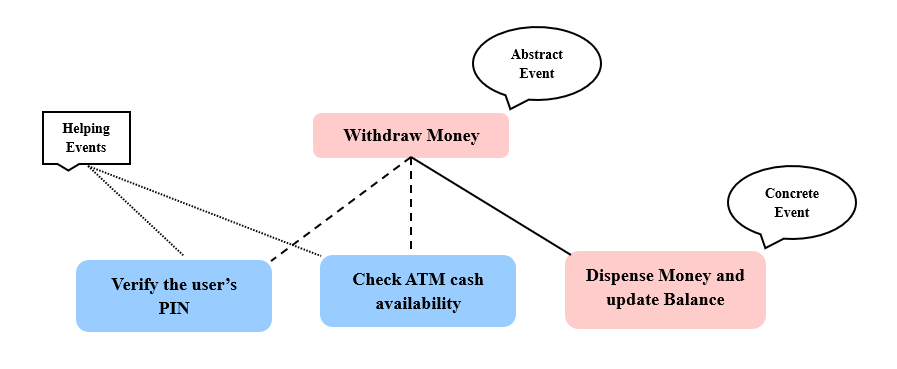 Abstract
Event
Helping
Events
Withdraw Money
Concrete
Event
Verify the user’s
PIN
Check ATM cash
availability
Dispense Money and
update Balance